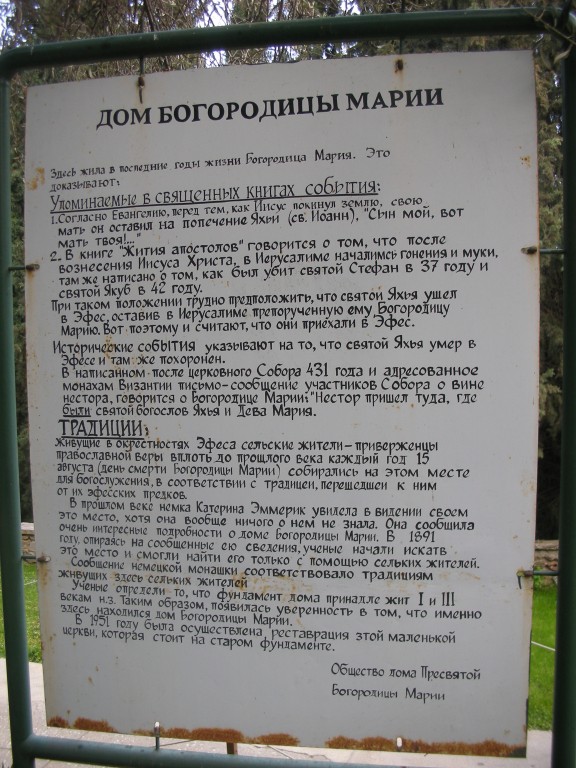 ДОМ БОГОРОДИЦЫ МАРИИ
Здесь жила в последние годы жизни Богородица Мария. Это
доказывают:
Упоминаемые в священных книгах события:
1. Согласно Евангелию, перед тем, как Иисус покинул землю, свою
мать он оставил на попечение Яхьи (св. Иоанн), "Сын мой, вот
мать твоя!..."
2. В книге "Жития апостолов" говорится о том, что после
вознесения Иисуса Христа, в Иерусалиме начались гонения и муки,
там же написано о том, как был убит святой Стефан в 37 году и
святой Якуб в 42 году.
При таком положении трудно предположить, что святой Яхья ушел
в Эфес, оставив в Иерусалиме препорученную ему Богородицу
Марию. Вот поэтому и считают, что они приехали в Эфес.
Исторические события указывают на то, что святой Яхья умер в
Эфесе и там же похоронен.
В написанном после церковного Собора 431 года и адресованное
монахам Византии письмо-сообщение участников Собора о вине
нестора, говорится о Богородице Марии: "Нестор пришел туда, где
были святой богослов Яхья и Дева Мария.
ТРАДИЦИИ:
Живущие в окрестностях Эфеса сельские жители-приверженцы
православной веры вплоть до прошлого века каждый год 15
августа (день смерти Богородицы Марии) собирались на этом месте
для богослужения, в соответствии с традицеи, перешедшеи к ним
от их эфесских предков.
В прошлом веке немка Катерина Эммерик увидела в видении своем
это место, хотя она вообще ничого о нем не знала. Она сообщила
очень интересные подробности о доме Богородицы Марии. В 1891
году, опираясь на сообщенные ею сведения, ученые начали искать
это место и смогли найти его только с помощью сельких жителей.
Сообщение немецкой монашки соответствовало традициям
живущих здесь сельких жителей
Ученые определи то, что фундамент дома приналле жит I и III
векам н.з. Таким образом, появилась уверенность в том, что именно
здесь находился дом Богородицы Марии.
В 1951 году была осуществлена реставрация зтой маленькой
церкви, которая стоит на старом фундаменте.
Общество дома Пресвятой
Богородицы Марии